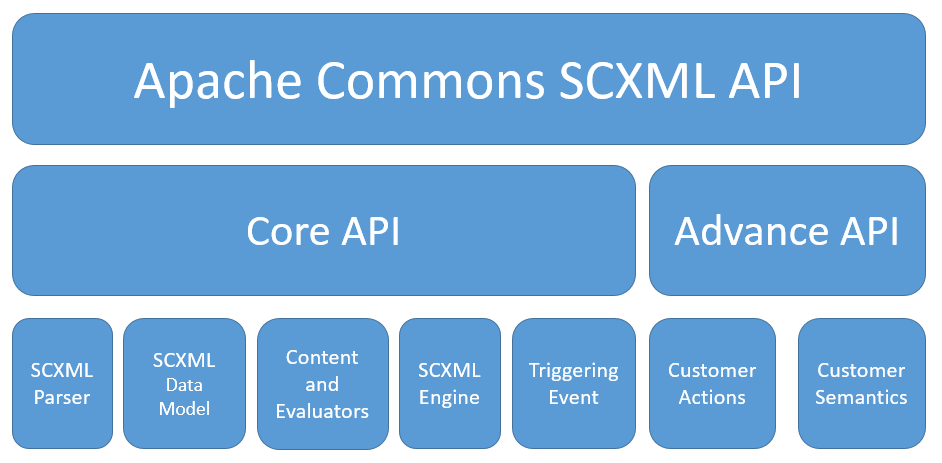 Apache Commons SCXML API
Core API
Advance API
SCXML
Parser
SCXML
Data
Model
Content
and
Evaluators
SCXML
Engine
Triggering
Event
Customer
Actions
Customer
Semantics